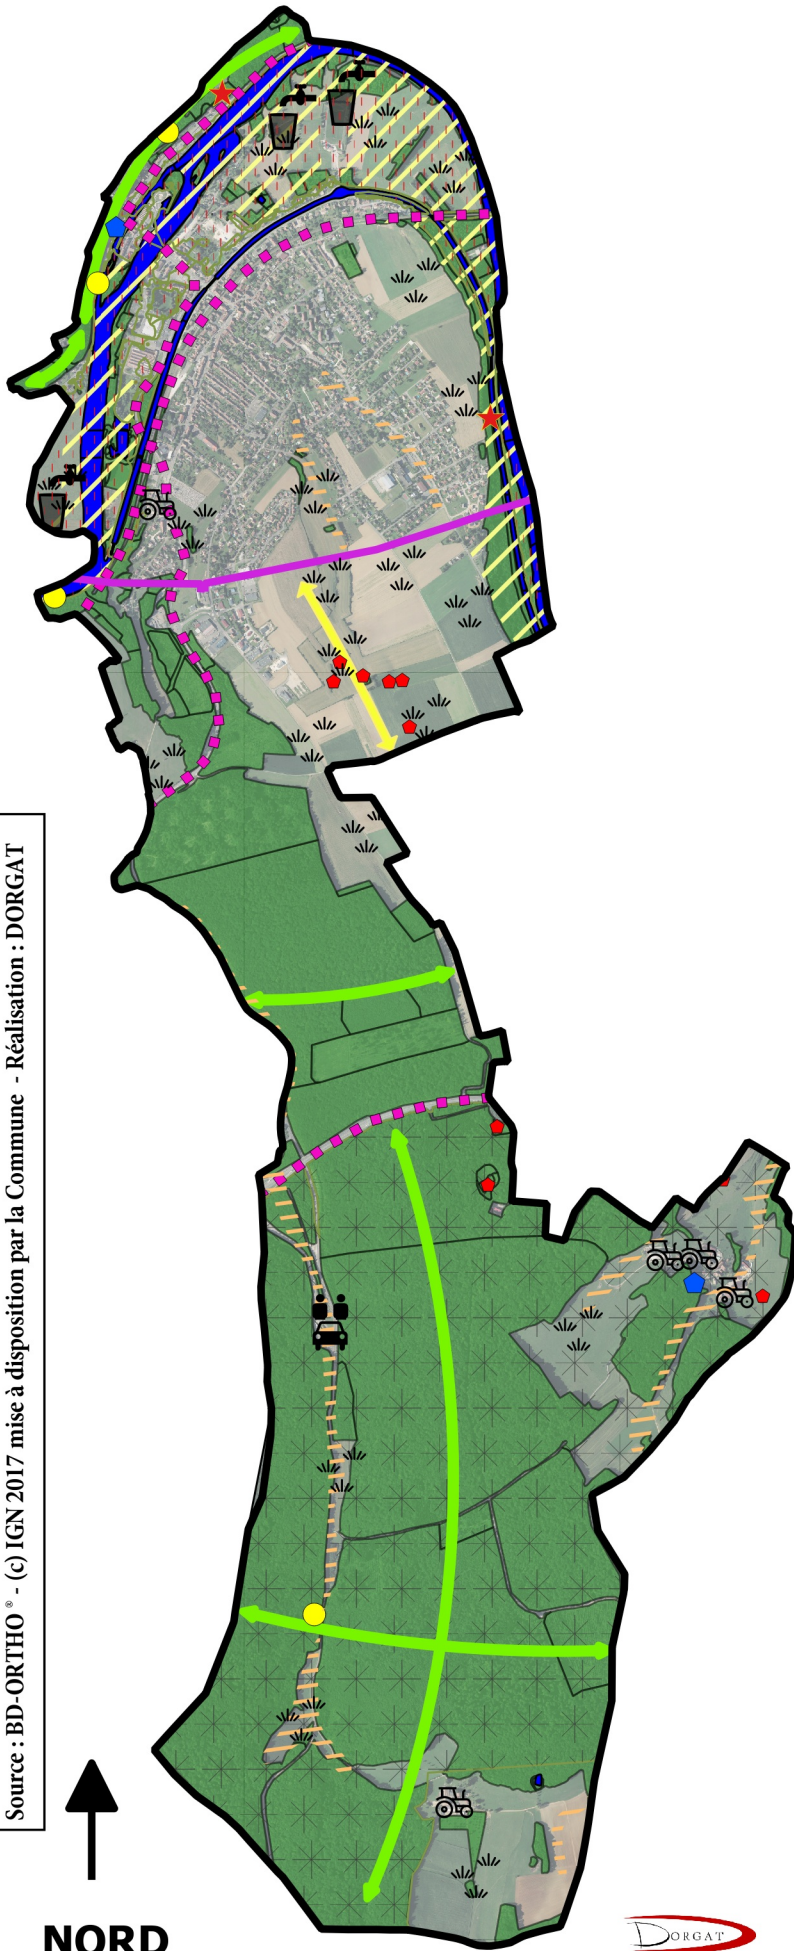 Source : BD-ORTHO ® - (c) IGN 2017 mise à disposition par la Commune - Réalisation : DORGAT
NORD
DORGAT